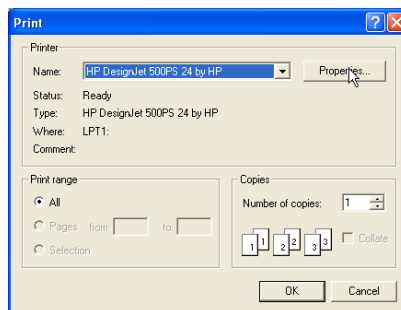 Print
Printer
Name: HP DesignJet 500PS 24 by HP Properties...
Status: Ready
Type: HP DesignJet 500PS 24 by HP
Where: LPT1:
Comment:
Print range
All
Pages from: to:
Selection
Copies
Number of copies: 1
1 1 2 2 3 3 Collate
OK Cancel